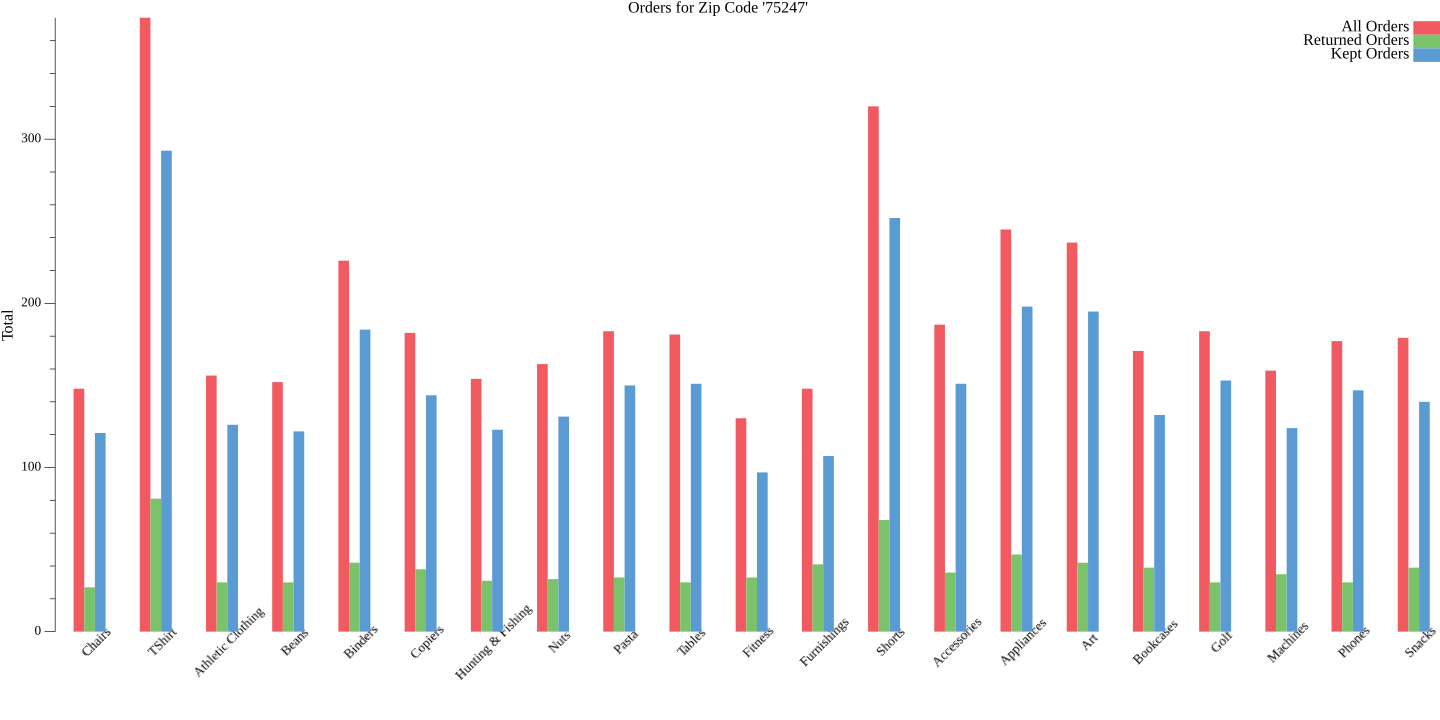 Orders for Zip Code '75247'
All Orders
Returned Orders
Kept Orders
Total
300
200
100
0
Chairs
TShirt
Athletic Clothing
Beans
Binders
Copiers
Hunting & Fishing
Nuts
Pasta
Tables
Fitness
Furnishings
Shorts
Accessories
Appliances
Art
Bookcases
Golf
Machines
Phones
Snacks